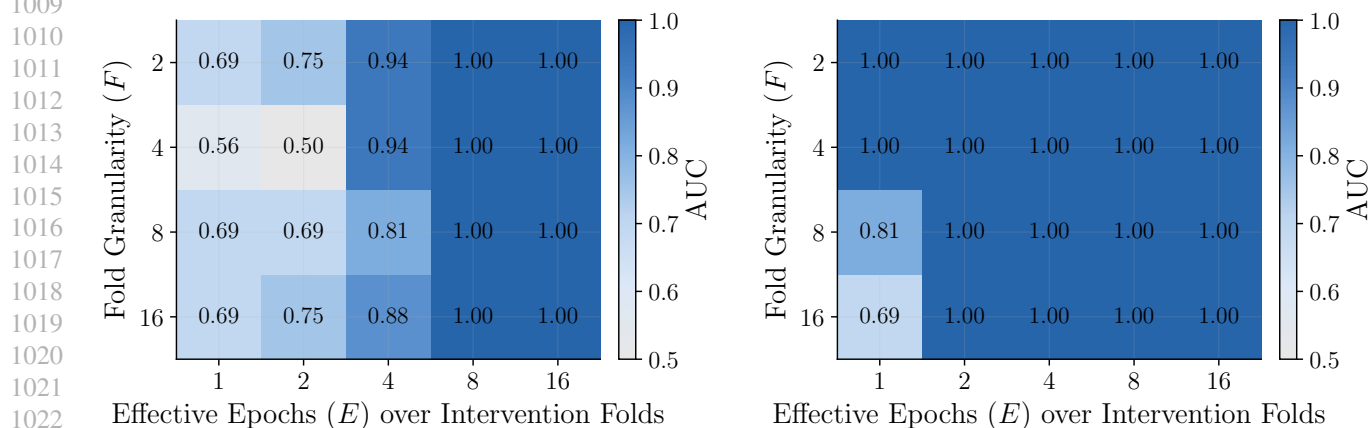 1009
1010
1011
1012
1013
1014
1015
1016
1017
1018
1019
1020
1021
1022
Fold Granularity (F)
2 0.69 0.75 0.94 1.00 1.00
4 0.56 0.50 0.94 1.00 1.00
8 0.69 0.69 0.81 1.00 1.00
16 0.69 0.75 0.88 1.00 1.00
1 2 4 8 16
Effective Epochs (E) over Intervention Folds
1.0
0.9
0.8
0.7
0.6
0.5
AUC
Fold Granularity (F)
2 1.00 1.00 1.00 1.00 1.00
4 1.00 1.00 1.00 1.00 1.00
8 0.81 1.00 1.00 1.00 1.00
16 0.69 1.00 1.00 1.00 1.00
1 2 4 8 16
Effective Epochs (E) over Intervention Folds
1.0
0.9
0.8
0.7
0.6
0.5
AUC